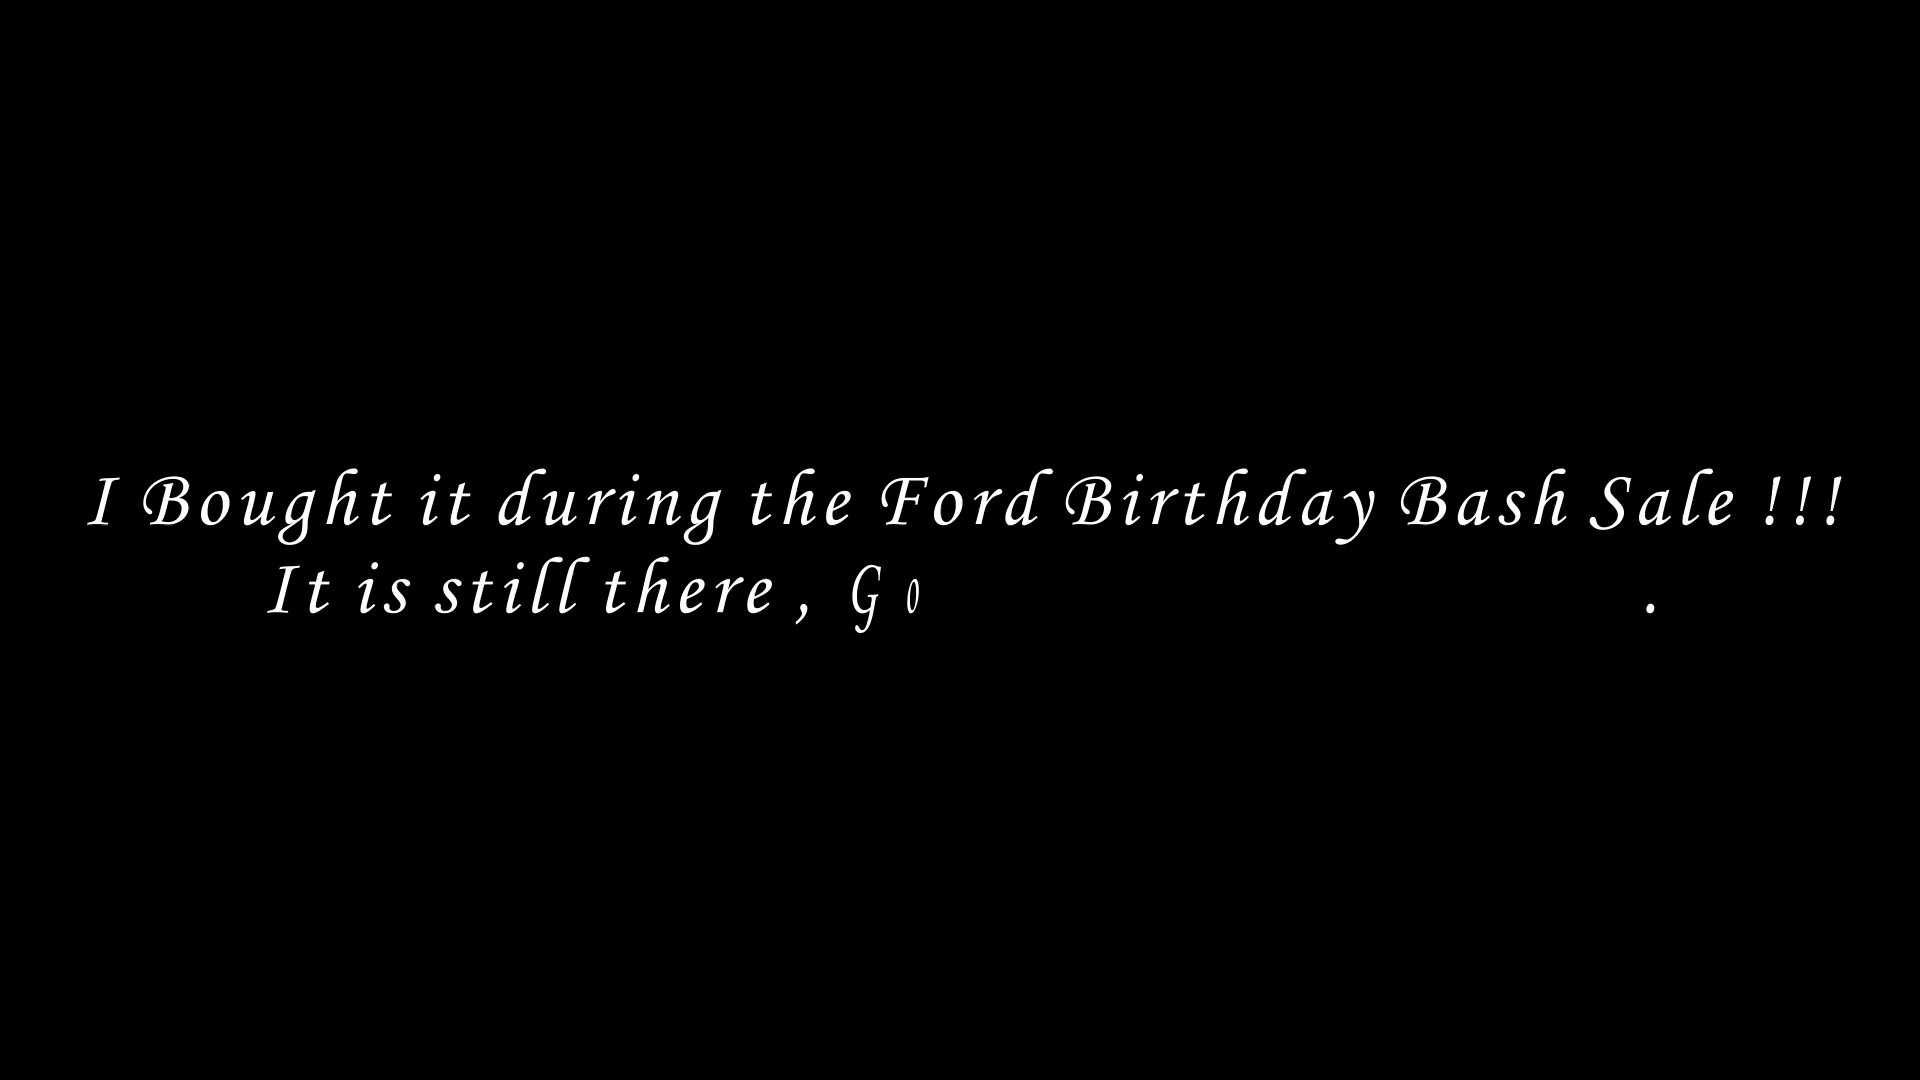 I Bought it during the Ford Birthday Bash Sale !!!
It is still there , Go .